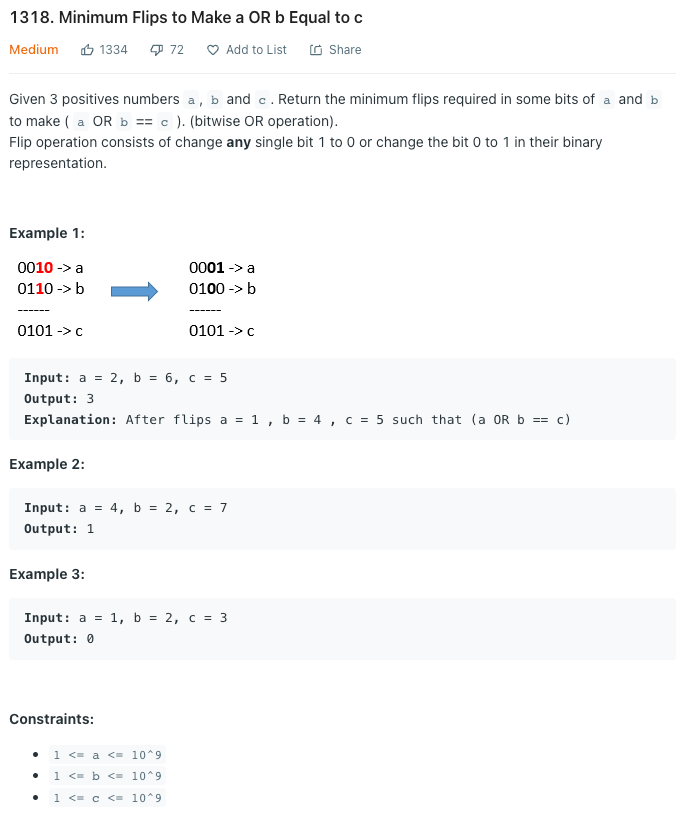 1318. Minimum Flips to Make a OR b Equal to c
Medium 1334 72 Add to List Share
Given 3 positives numbers a, b and c. Return the minimum flips required in some bits of a and b
to make ( a OR b == c ). (bitwise OR operation).
Flip operation consists of change any single bit 1 to 0 or change the bit 0 to 1 in their binary
representation.
Example 1:
0010 -> a 0001 -> a
0110 -> b 0100 -> b
------ ------
0101 -> c 0101 -> c
Input: a = 2, b = 6, c = 5
Output: 3
Explanation: After flips a = 1 , b = 4 , c = 5 such that (a OR b == c)
Example 2:
Input: a = 4, b = 2, c = 7
Output: 1
Example 3:
Input: a = 1, b = 2, c = 3
Output: 0
Constraints:
• 1 <= a <= 10^9
• 1 <= b <= 10^9
• 1 <= c <= 10^9